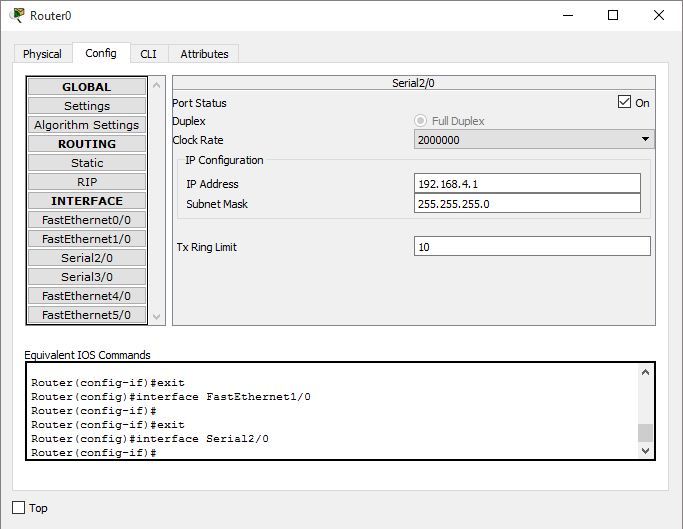 Router0
Physical Config CLI Attributes
GLOBAL
Settings
Algorithm Settings
ROUTING
Static
RIP
INTERFACE
FastEthernet0/0
FastEthernet1/0
Serial2/0
Serial3/0
FastEthernet4/0
FastEthernet5/0
Serial2/0
Port Status On
Duplex Full Duplex
Clock Rate 2000000
IP Configuration
IP Address 192.168.4.1
Subnet Mask 255.255.255.0
Tx Ring Limit 10
Equivalent IOS Commands
Router(config-if)#exit
Router(config)#interface FastEthernet1/0
Router(config-if)#
Router(config-if)#exit
Router(config)#interface Serial2/0
Router(config-if)#
Top